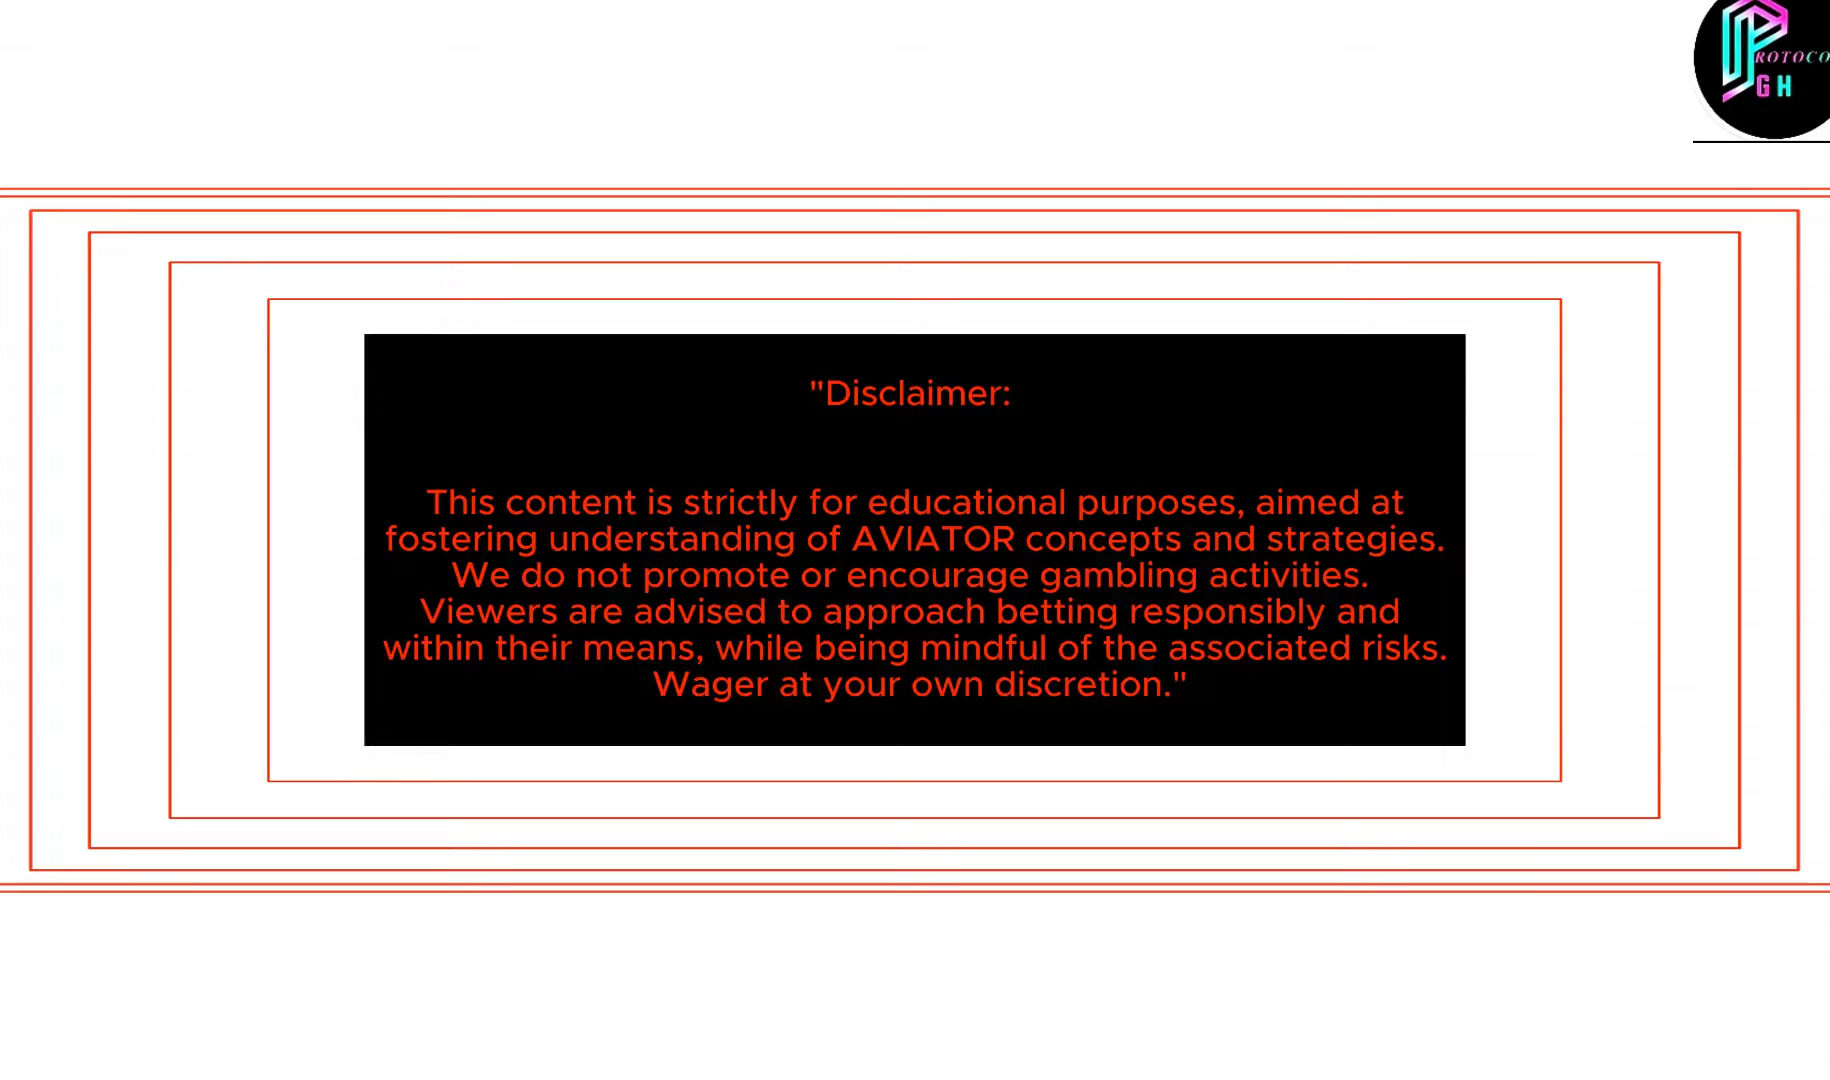 ROTOCO
GH
"Disclaimer:
This content is strictly for educational purposes, aimed at
fostering understanding of AVIATOR concepts and strategies.
We do not promote or encourage gambling activities.
Viewers are advised to approach betting responsibly and
within their means, while being mindful of the associated risks.
Wager at your own discretion."